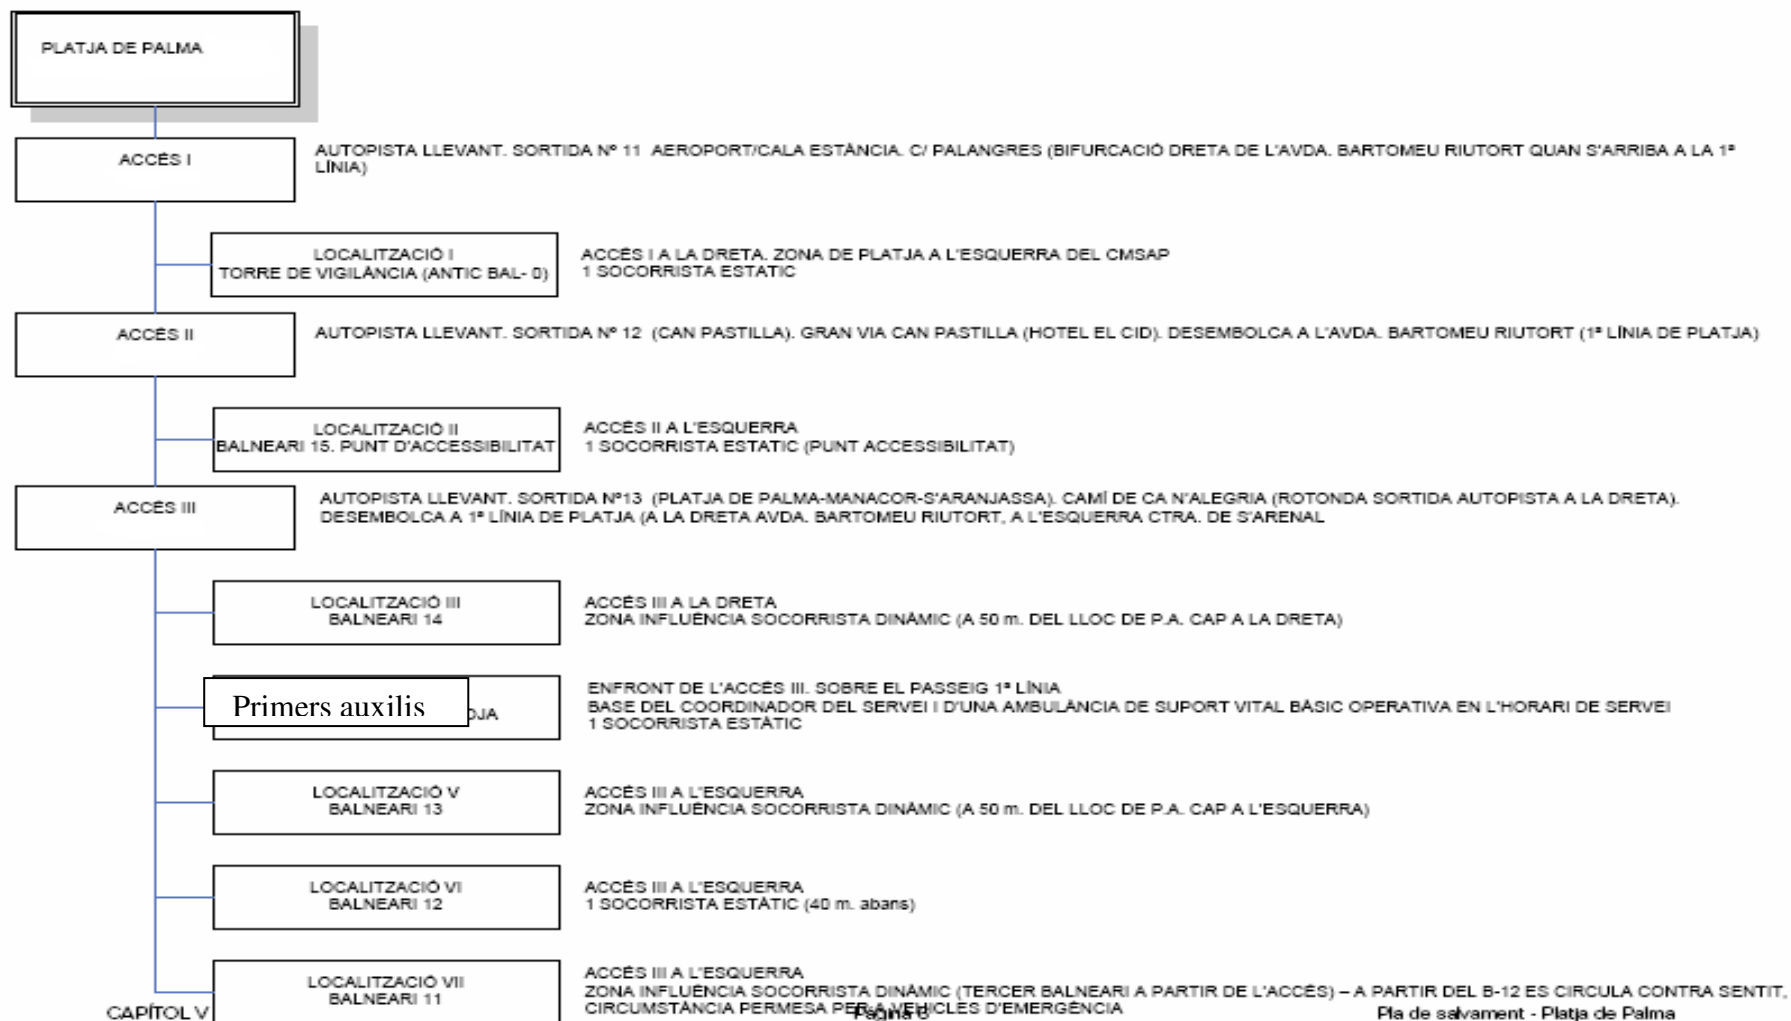 PLATJA DE PALMA
ACCÉS I
AUTOPISTA LLEVANT. SORTIDA Nº 11 AEROPORT/CALA ESTÀNCIA. C/ PALANGRES (BIFURCACIÓ DRETA DE L'AVDA. BARTOMEU RIUTORT QUAN S'ARRIBA A LA 1ª
LÍNIA)
LOCALITZACIÓ I
TORRE DE VIGILÀNCIA (ANTIC BAL- 0)
ACCÉS I A LA DRETA. ZONA DE PLATJA A L'ESQUERRA DEL CMSAP
1 SOCORRISTA ESTATIC
ACCÉS II
AUTOPISTA LLEVANT. SORTIDA Nº 12 (CAN PASTILLA). GRAN VIA CAN PASTILLA (HOTEL EL CID). DESEMBOLCA A L'AVDA. BARTOMEU RIUTORT (1ª LÍNIA DE PLATJA)
LOCALITZACIÓ II
BALNEARI 15. PUNT D'ACCESSIBILITAT
ACCÉS II A L'ESQUERRA
1 SOCORRISTA ESTATIC (PUNT ACCESSIBILITAT)
ACCÉS III
AUTOPISTA LLEVANT. SORTIDA Nº13 (PLATJA DE PALMA-MANACOR-S'ARANJASSA). CAMÍ DE CA N'ALEGRIA (ROTONDA SORTIDA AUTOPISTA A LA DRETA).
DESEMBOLCA A 1ª LÍNIA DE PLATJA (A LA DRETA AVDA. BARTOMEU RIUTORT, A L'ESQUERRA CTRA. DE S'ARENAL
LOCALITZACIÓ III
BALNEARI 14
ACCÉS III A LA DRETA
ZONA INFLUÈNCIA SOCORRISTA DINÀMIC (A 50 m. DEL LLOC DE P.A. CAP A LA DRETA)
Primers auxilis
OJA
ENFRONT DE L'ACCÉS III. SOBRE EL PASSEIG 1ª LÍNIA
BASE DEL COORDINADOR DEL SERVEI I D'UNA AMBULÀNCIA DE SUPORT VITAL BÀSIC OPERATIVA EN L'HORARI DE SERVEI
1 SOCORRISTA ESTÀTIC
LOCALITZACIÓ V
BALNEARI 13
ACCÉS III A L'ESQUERRA
ZONA INFLUÈNCIA SOCORRISTA DINÀMIC (A 50 m. DEL LLOC DE P.A. CAP A L'ESQUERRA)
LOCALITZACIÓ VI
BALNEARI 12
ACCÉS III A L'ESQUERRA
1 SOCORRISTA ESTÀTIC (40 m. abans)
LOCALITZACIÓ VII
BALNEARI 11
ACCÉS III A L'ESQUERRA
ZONA INFLUÈNCIA SOCORRISTA DINÀMIC (TERCER BALNEARI A PARTIR DE L'ACCÉS) – A PARTIR DEL B-12 ES CIRCULA CONTRA SENTIT,
CIRCUMSTÀNCIA PERMESA PER A VEHICLES D'EMERGÈNCIA
CAPÍTOL V
Pàgina 6
Pla de salvament - Platja de Palma